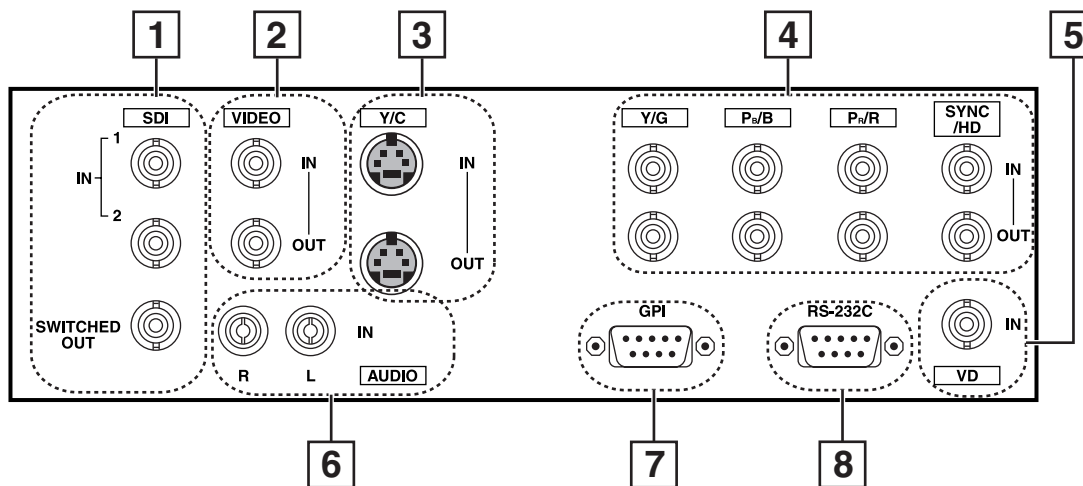 1 2 3 4 5
SDI VIDEO Y/C Y/G PB/B PR/R SYNC
/HD
1
IN IN IN IN
2
OUT OUT OUT
SWITCHED
OUT
IN GPI RS-232C IN
R L AUDIO VD
6 7 8